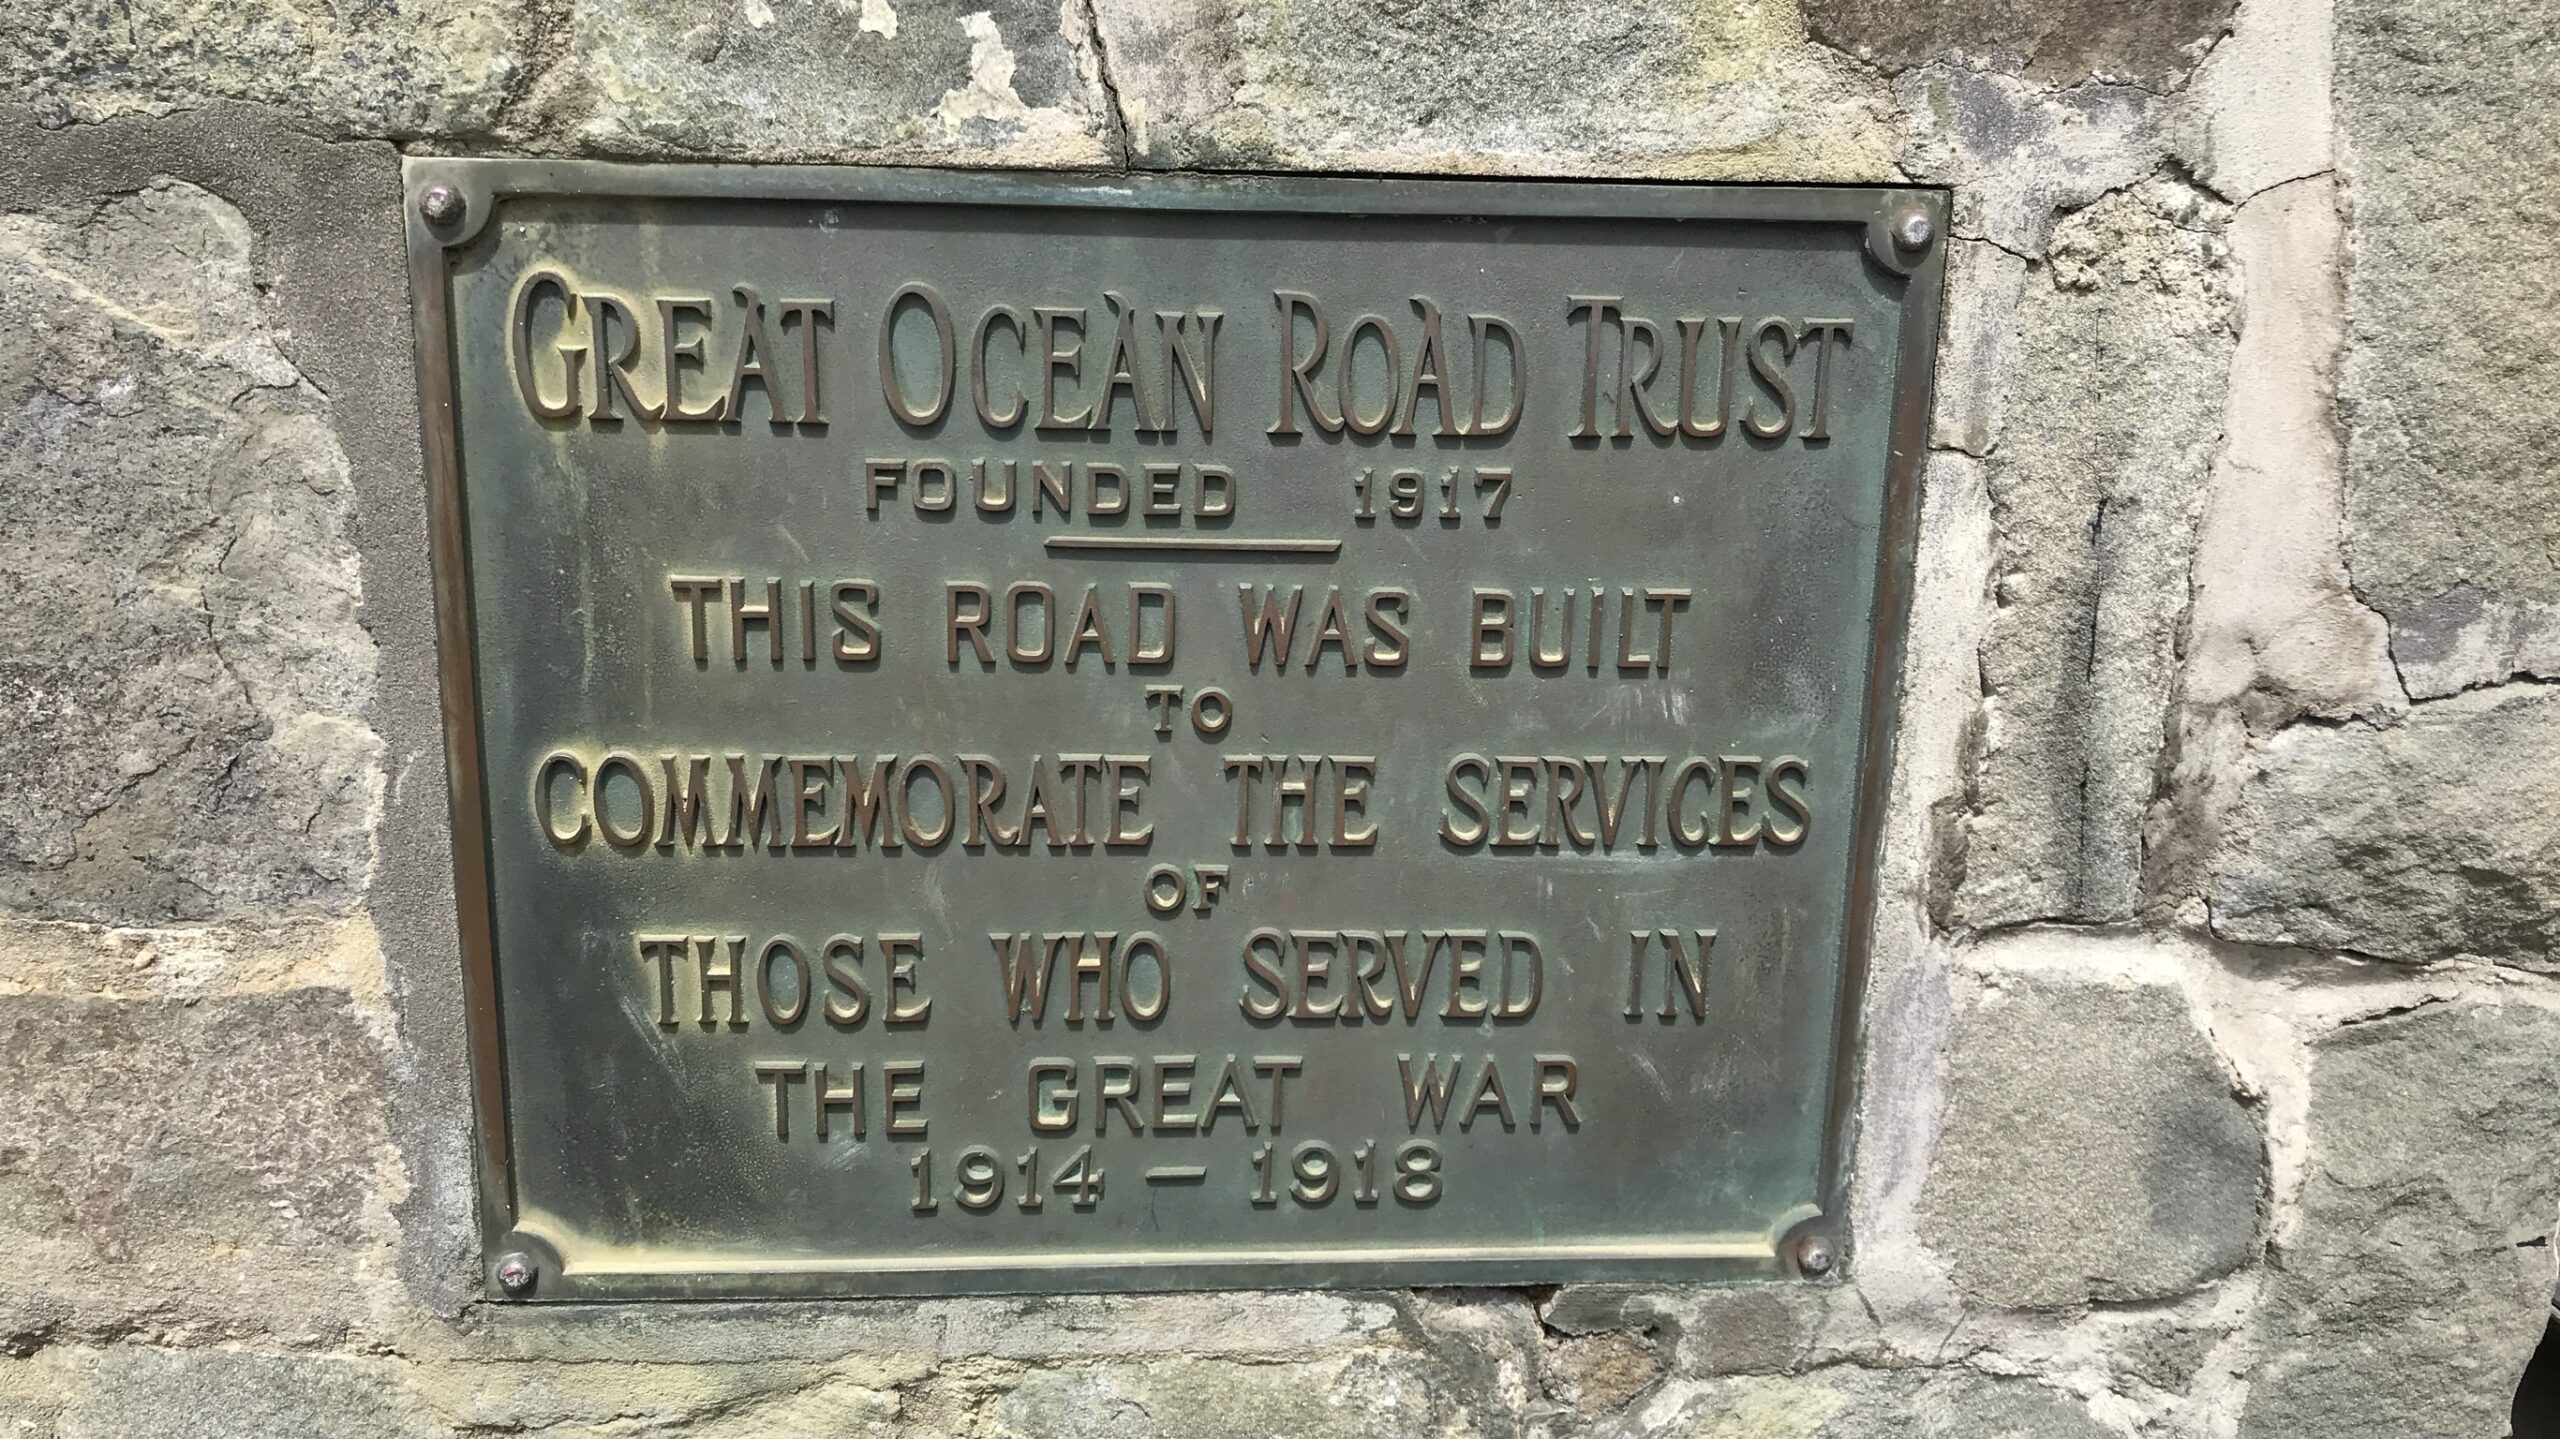 GREAT OCEAN ROAD TRUST
FOUNDED 1917
THIS ROAD WAS BUILT
TO
COMMEMORATE THE SERVICES
OF
THOSE WHO SERVED IN
THE GREAT WAR
1914 – 1918